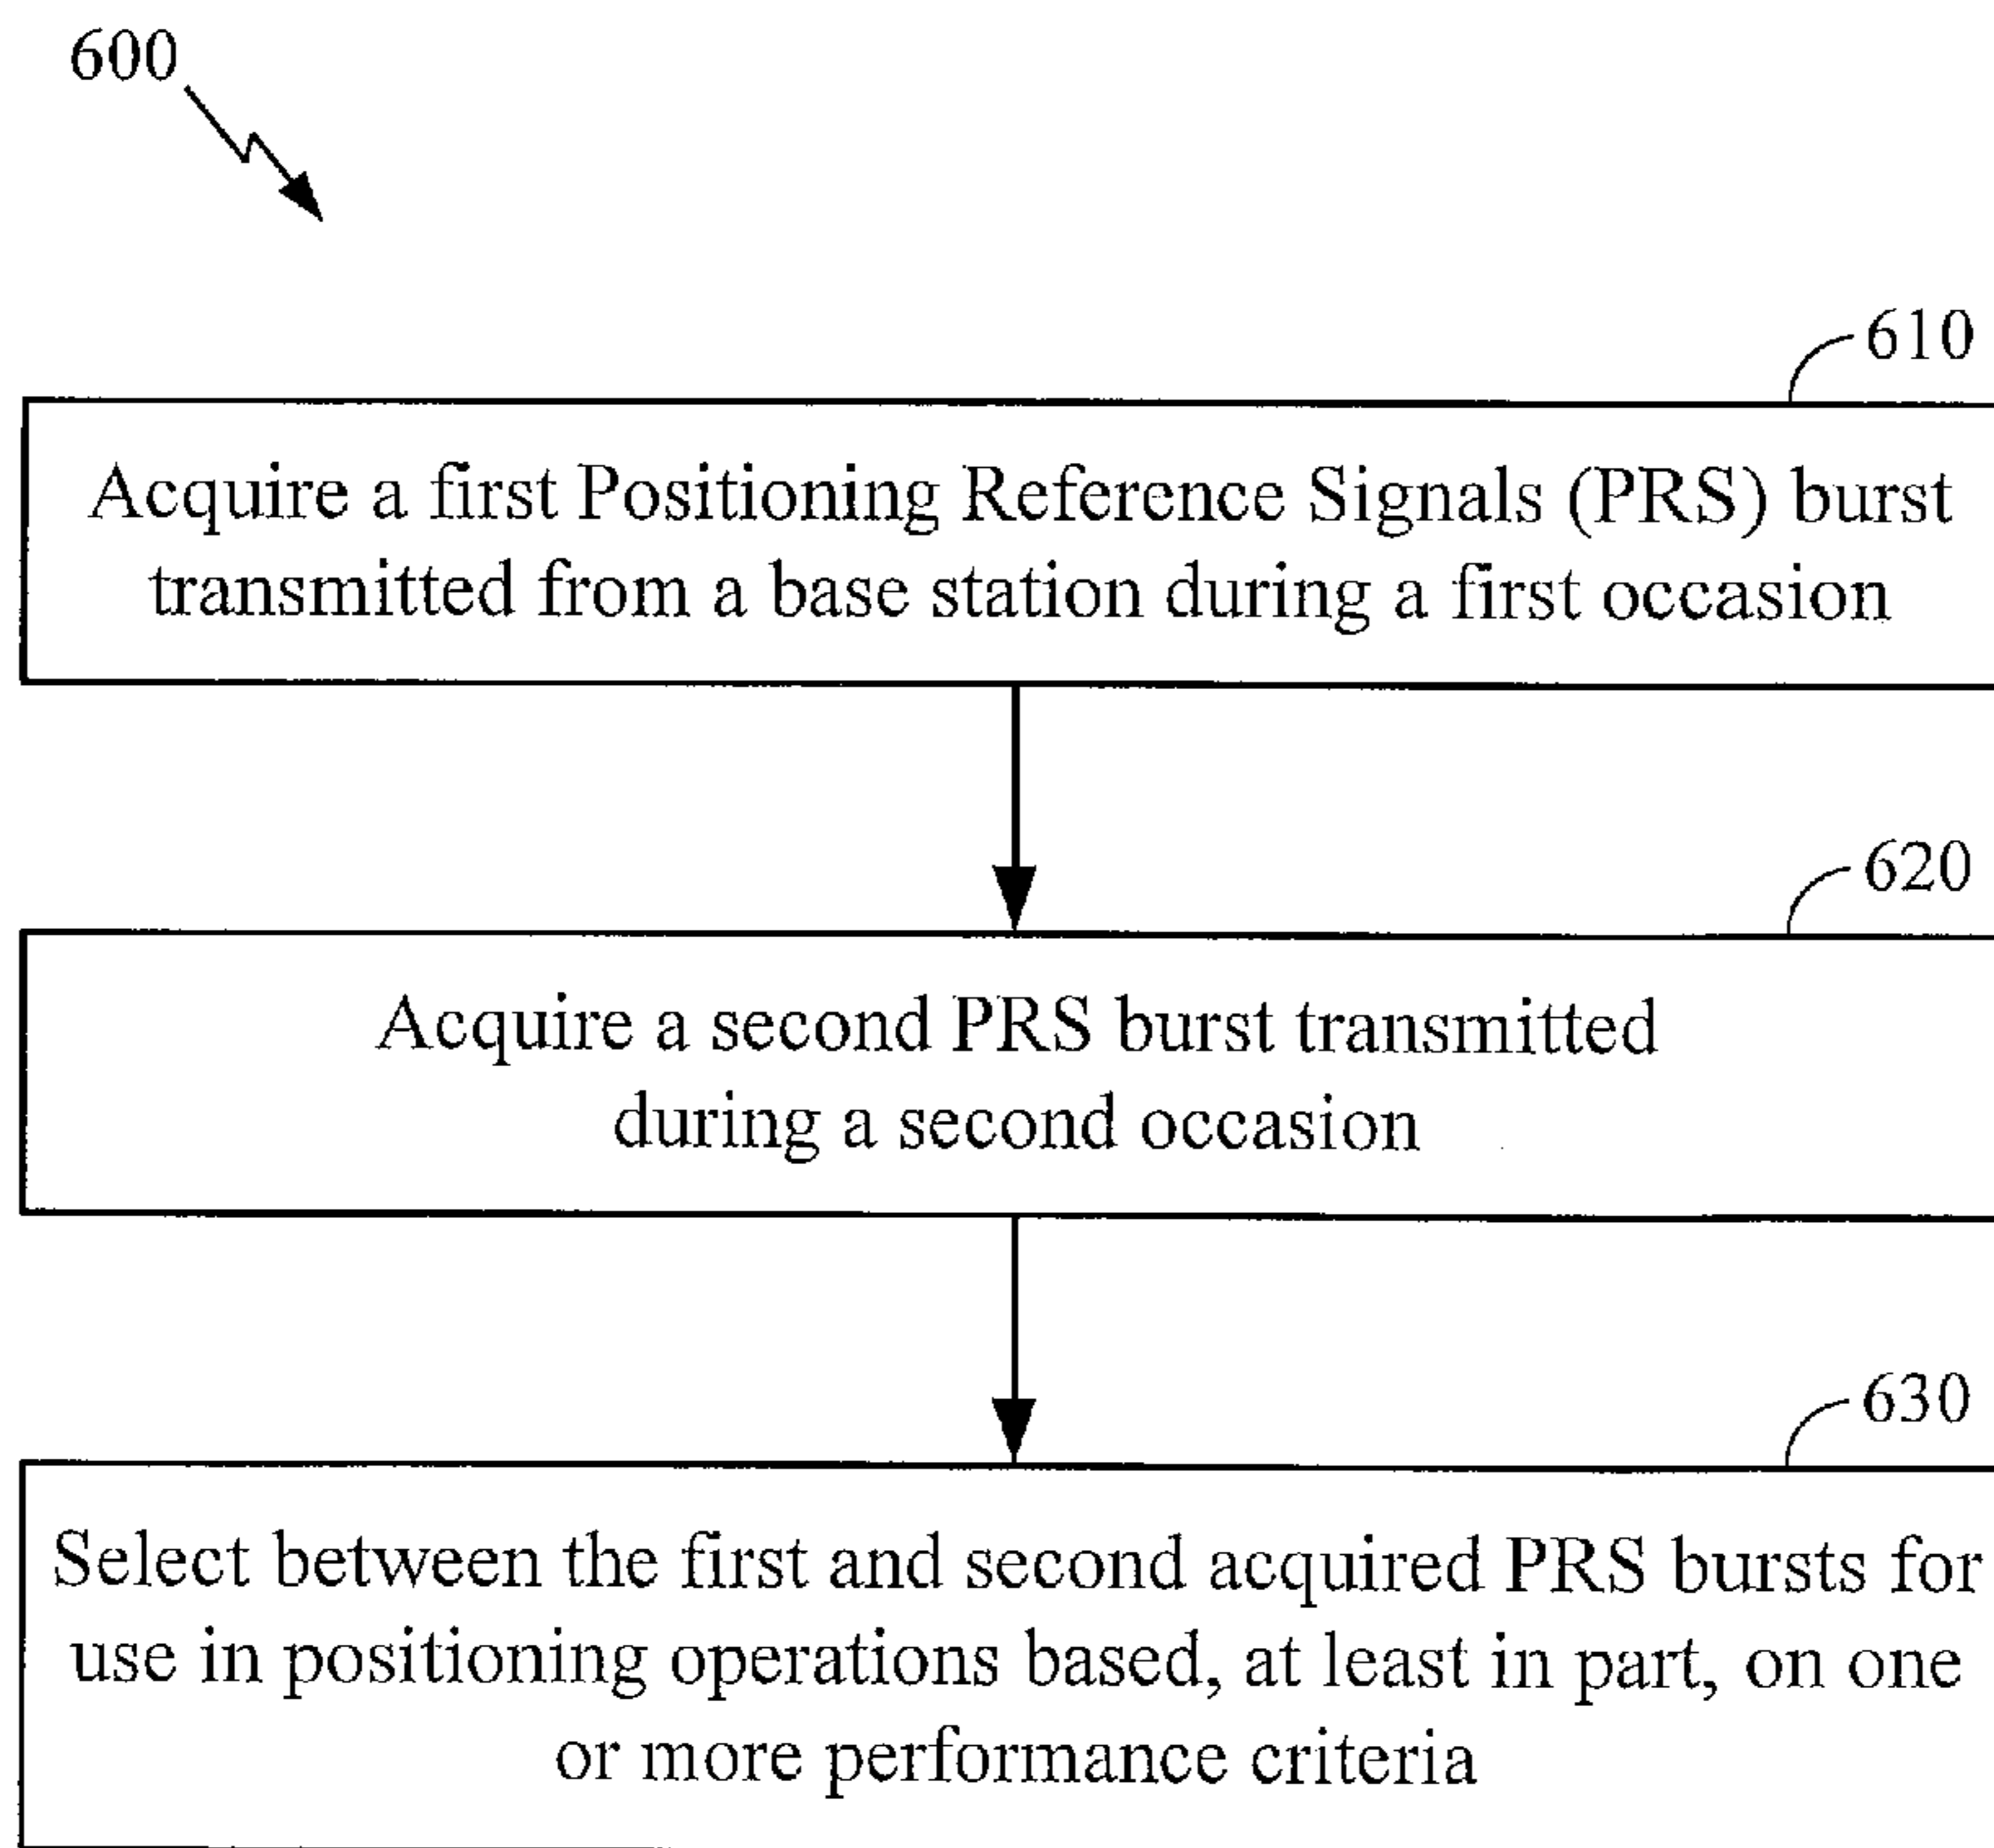 600
610
Acquire a first Positioning Reference Signals (PRS) burst
transmitted from a base station during a first occasion
620
Acquire a second PRS burst transmitted
during a second occasion
630
Select between the first and second acquired PRS bursts for
use in positioning operations based, at least in part, on one
or more performance criteria